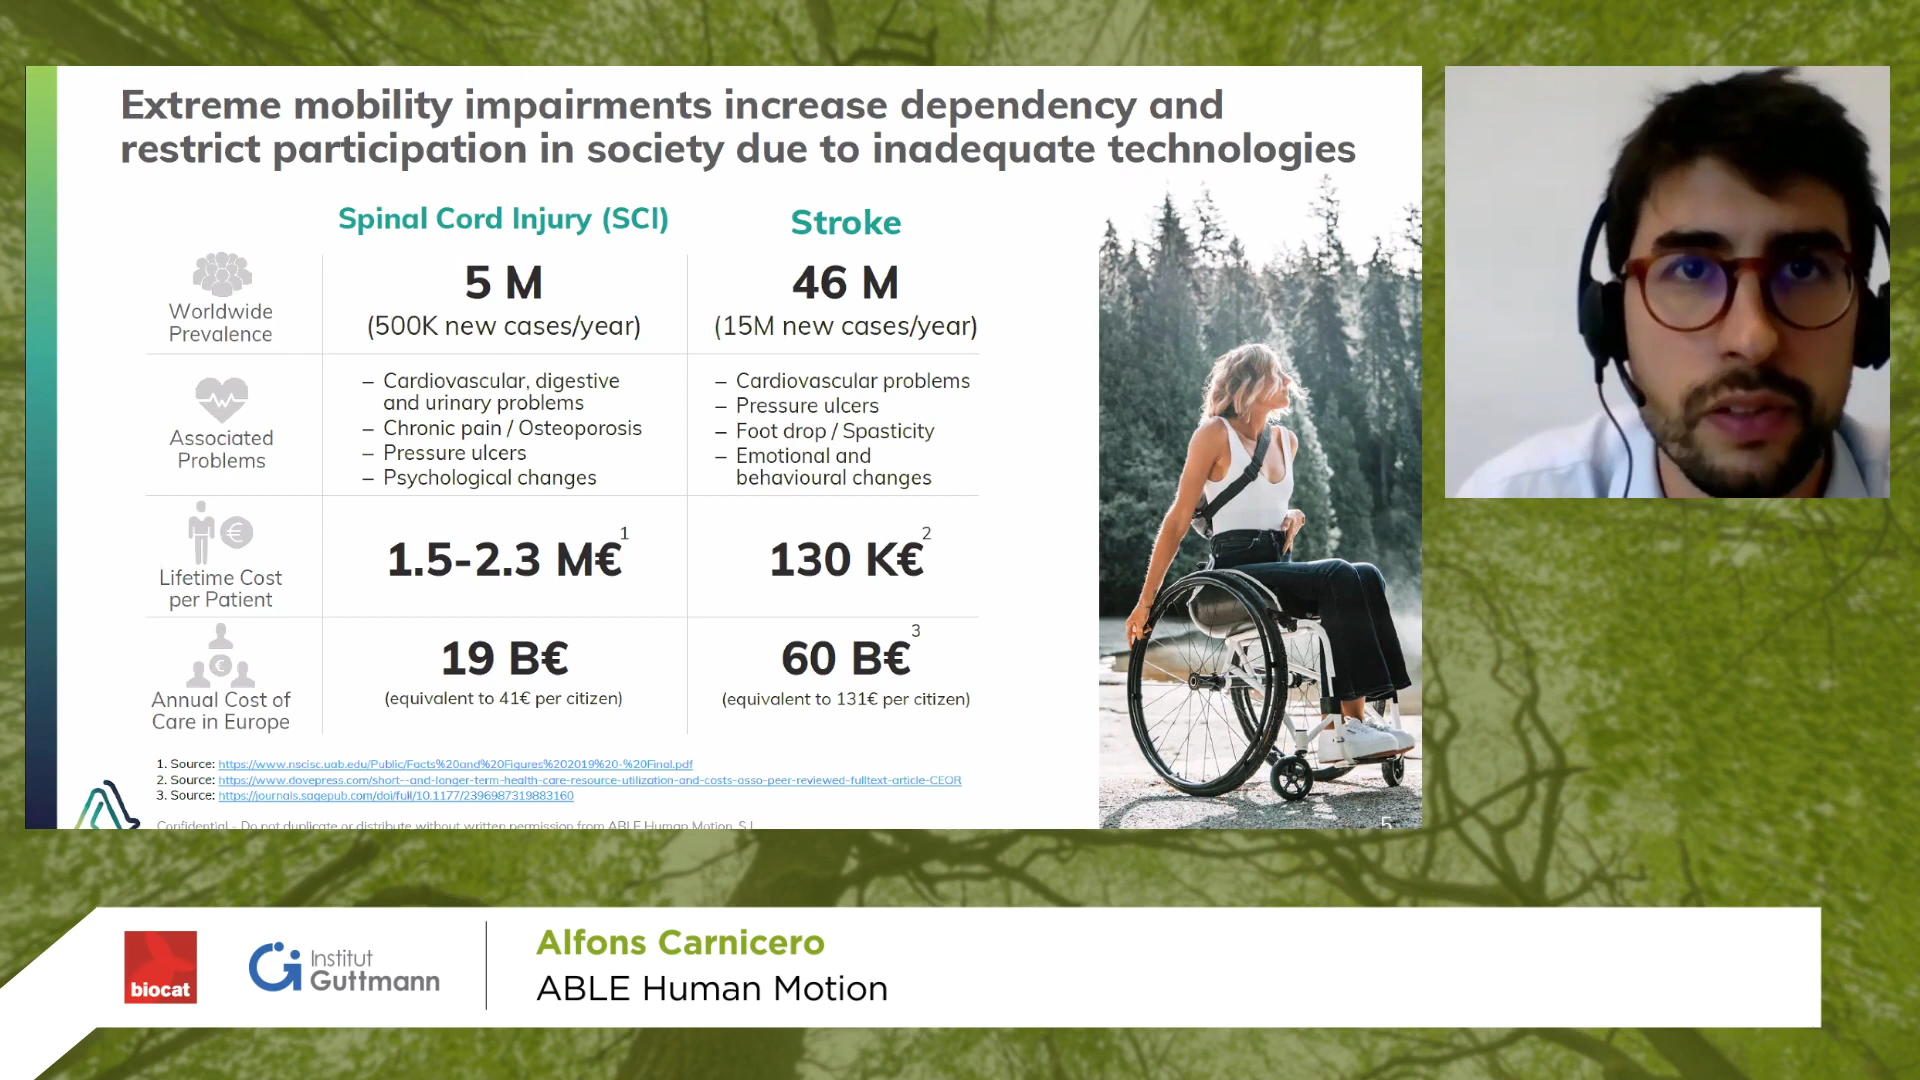 Extreme mobility impairments increase dependency and
restrict participation in society due to inadequate technologies
Spinal Cord Injury (SCI)
Stroke
Worldwide
Prevalence
5 M
(500K new cases/year)
46 M
(15M new cases/year)
Associated
Problems
– Cardiovascular, digestive
and urinary problems
– Chronic pain / Osteoporosis
– Pressure ulcers
– Psychological changes
– Cardiovascular problems
– Pressure ulcers
– Foot drop / Spasticity
– Emotional and
behavioural changes
Lifetime Cost
per Patient
1.5-2.3 M€ 1
130 K€ 2
Annual Cost of
Care in Europe
19 B€
(equivalent to 41€ per citizen)
60 B€ 3
(equivalent to 131€ per citizen)
1. Source: https://www.nscisc.uab.edu/Public/Facts%20and%20Figures%202019%20-%20Final.pdf
2. Source: https://www.dovepress.com/short--and-longer-term-health-care-resource-utilization-and-costs-asso-peer-reviewed-fulltext-article-CEOR
3. Source: https://journals.sagepub.com/doi/full/10.1177/2396987319883160
Confidential - Do not duplicate or distribute without written permission from ABLE Human Motion, S.L.
5
biocat
Institut
Guttmann
Alfons Carnicero
ABLE Human Motion